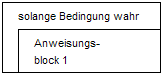 solange Bedingung wahr
Anweisungs-
block 1